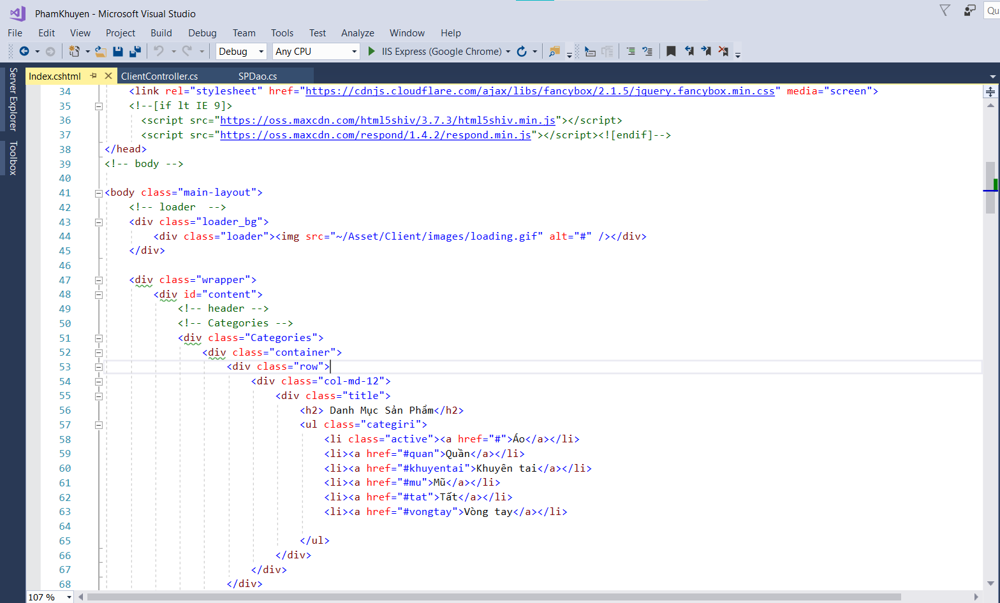 PhamKhuyen - Microsoft Visual Studio
Qu
File Edit View Project Build Debug Team Tools Test Analyze Window Help
Debug Any CPU IIS Express (Google Chrome)
Server Explorer
Toolbox
Index.cshtml ClientController.cs SPDao.cs
34 <link rel="stylesheet" href="https://cdnjs.cloudflare.com/ajax/libs/fancybox/2.1.5/jquery.fancybox.min.css" media="screen">
35 <!--[if lt IE 9]>
36 <script src="https://oss.maxcdn.com/html5shiv/3.7.3/html5shiv.min.js"></script>
37 <script src="https://oss.maxcdn.com/respond/1.4.2/respond.min.js"></script><![endif]-->
38 </head>
39 <!-- body -->
40
41 <body class="main-layout">
42 <!-- loader  -->
43 <div class="loader_bg">
44 <div class="loader"><img src="~/Asset/Client/images/loading.gif" alt="#" /></div>
45 </div>
46
47 <div class="wrapper">
48 <div id="content">
49 <!-- header -->
50 <!-- Categories -->
51 <div class="Categories">
52 <div class="container">
53 <div class="row">
54 <div class="col-md-12">
55 <div class="title">
56 <h2> Danh Mục Sản Phẩm</h2>
57 <ul class="categiri">
58 <li class="active"><a href="#">Áo</a></li>
59 <li><a href="#quan">Quần</a></li>
60 <li><a href="#khuyentai">Khuyên tai</a></li>
61 <li><a href="#mu">Mũ</a></li>
62 <li><a href="#tat">Tất</a></li>
63 <li><a href="#vongtay">Vòng tay</a></li>
64
65 </ul>
66 </div>
67 </div>
68 </div>
107 %